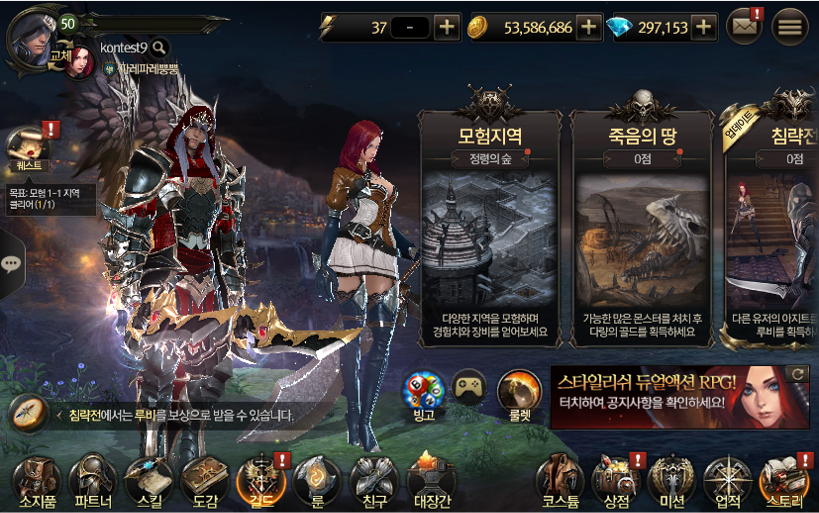 50
교체
kontest9
파레파레뿅뿅
37
-
53,586,686
297,153
퀘스트
목표: 모험 1-1 지역
클리어 (1/1)
모험지역
정령의 숲
다양한 지역을 모험하며
경험치와 장비를 얻어보세요
죽음의 땅
0점
가능한 많은 몬스터를 처치 후
다량의 골드를 획득하세요
업데이트
침략전
0점
다른 유저의 아지트를
루비를 획득하
침략전에서는 루비를 보상으로 받을 수 있습니다.
빙고
룰렛
스타일리쉬 듀얼액션 RPG!
터치하여 공지사항을 확인하세요!
소지품
파트너
스킬
도감
길드
룬
친구
대장간
코스튬
상점
미션
업적
스토리